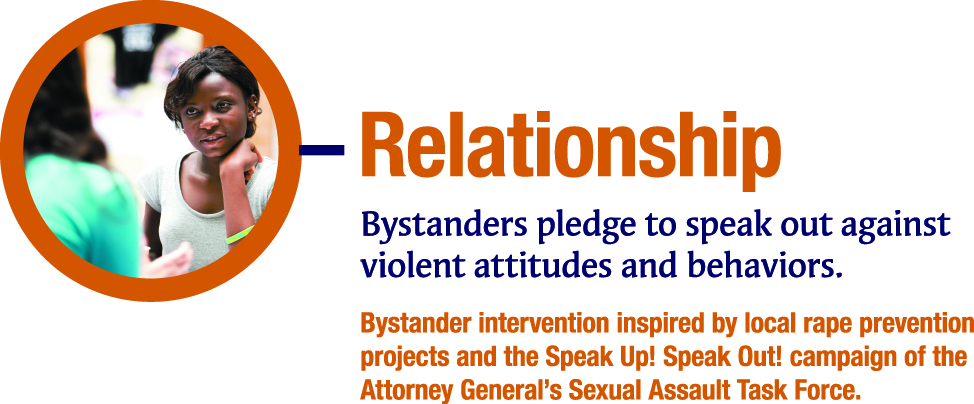 Relationship
Bystanders pledge to speak out against
violent attitudes and behaviors.
Bystander intervention inspired by local rape prevention
projects and the Speak Up! Speak Out! campaign of the
Attorney General’s Sexual Assault Task Force.